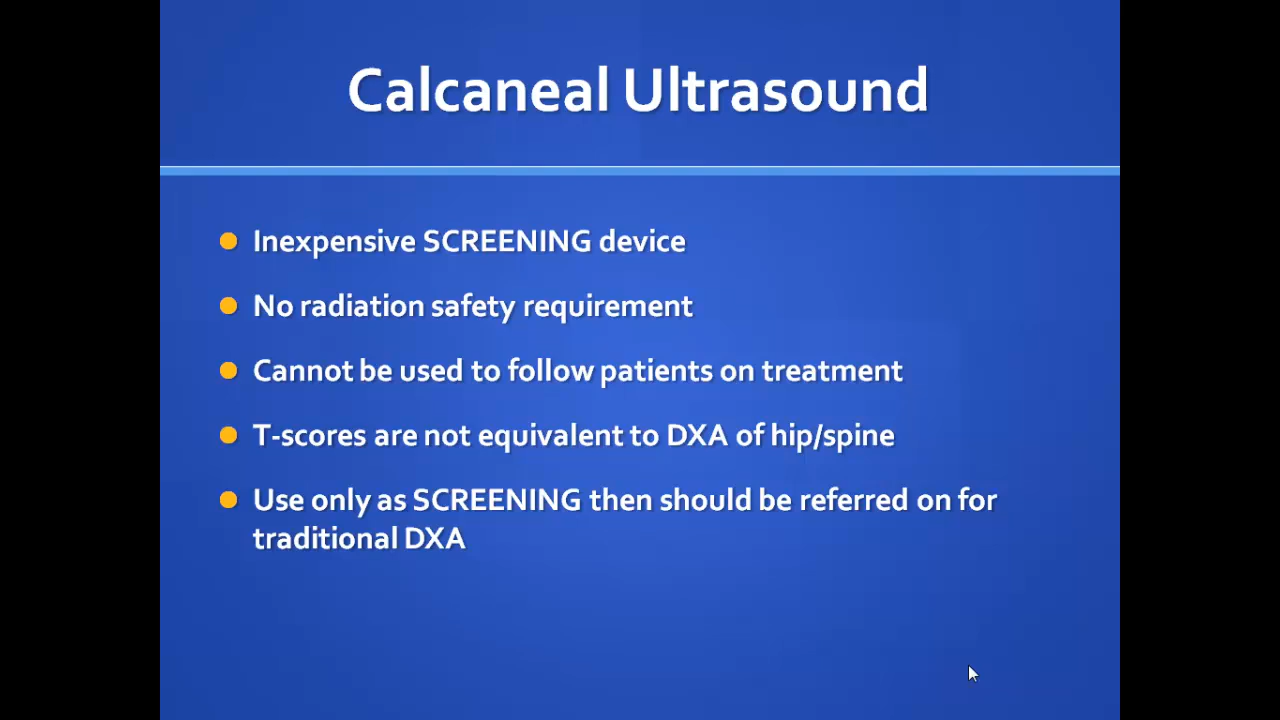 Calcaneal Ultrasound
Inexpensive SCREENING device
No radiation safety requirement
Cannot be used to follow patients on treatment
T-scores are not equivalent to DXA of hip/spine
Use only as SCREENING then should be referred on for
traditional DXA